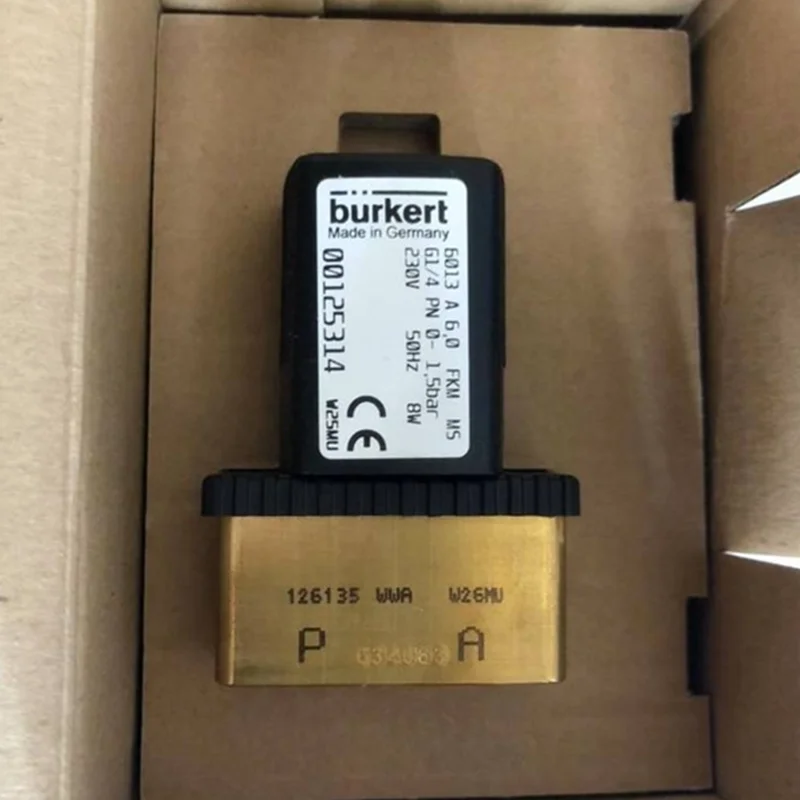 bürkert
Made in Germany
6013 A 6,0 FKM MS
G1/4 PN 0- 1,5bar
230V 50Hz 8W
00125314
CE W25MU
126135 WWA W26MU
P A